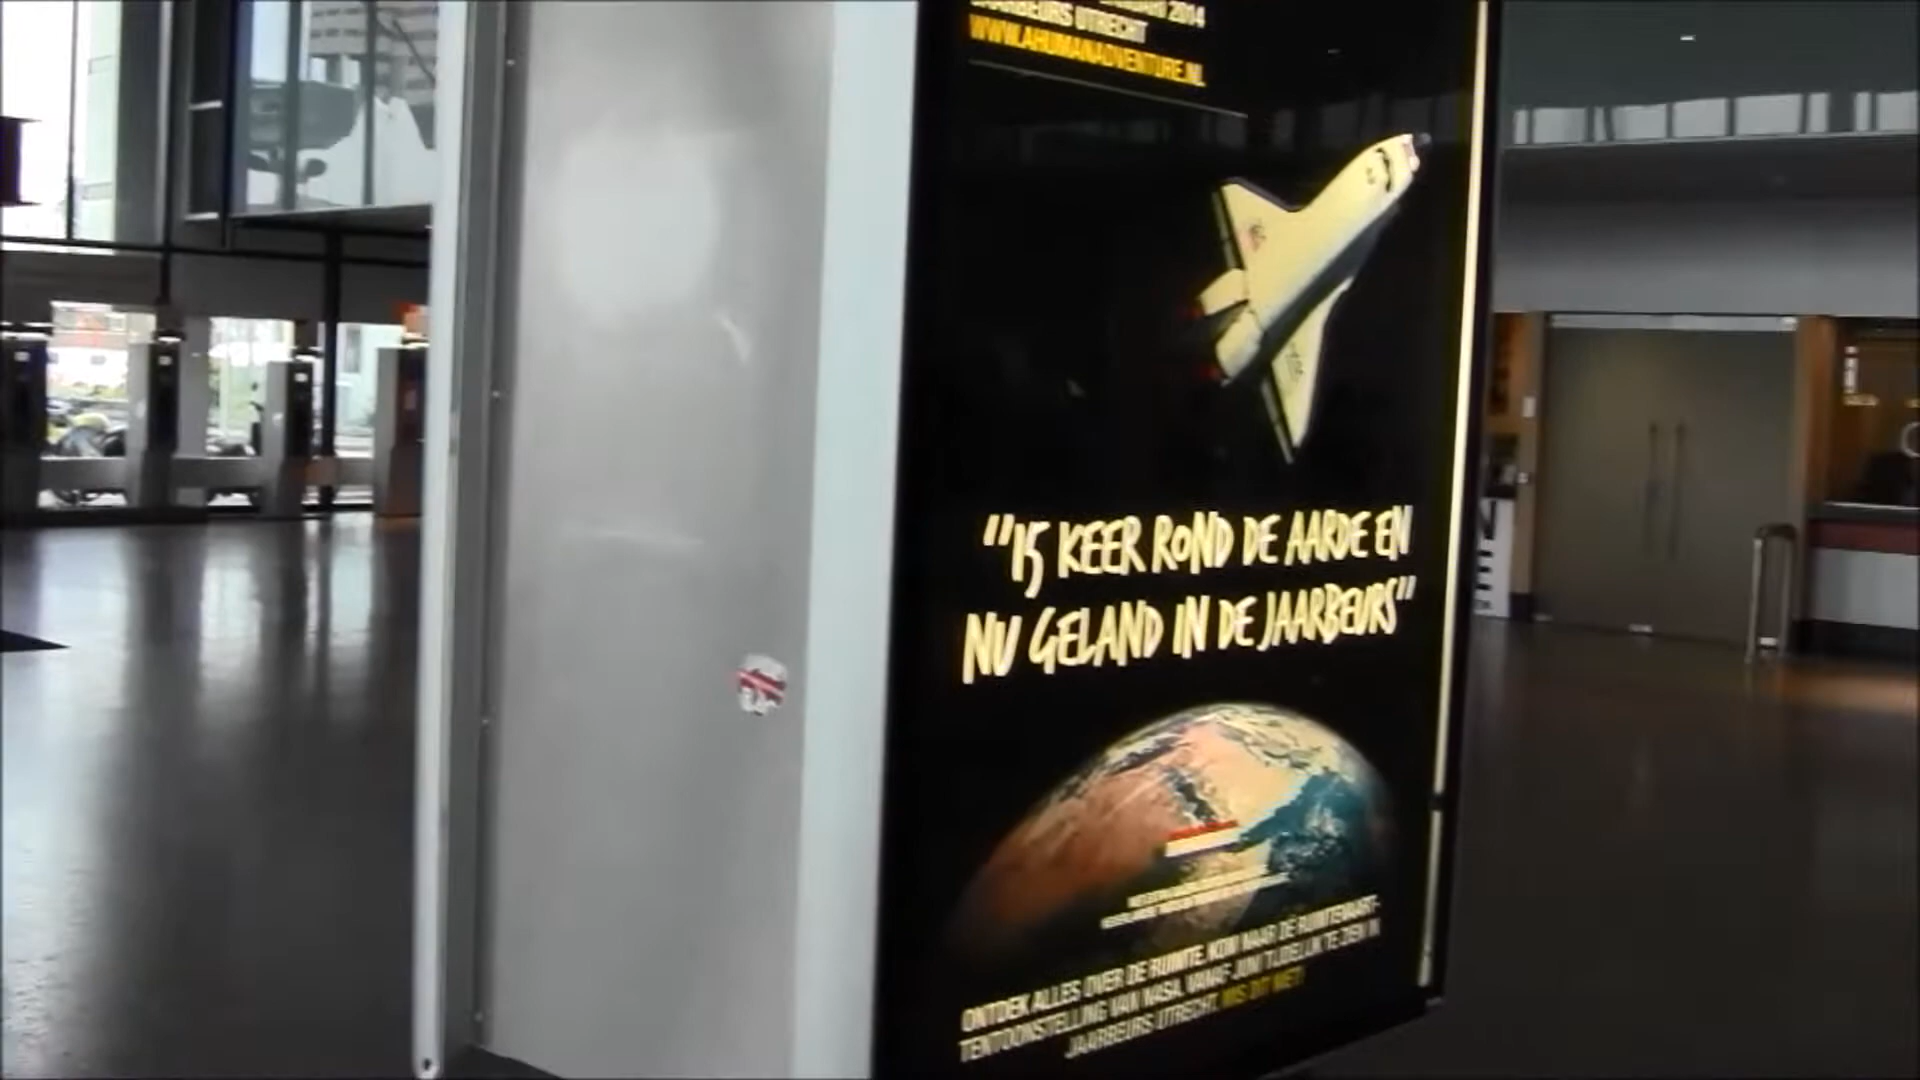 2014
JAARBEURS UTRECHT
WWW.AHUMANADVENTURE.NL
"15 KEER ROND DE AARDE EN
NU GELAND IN DE JAARBEURS"
ONTDEK ALLES OVER DE RUIMTE. KOM NAAR DE RUIMTEVAART-
TENTOONSTELLING VAN NASA. VANAF JUNI TIJDELIJK TE ZIEN IN
JAARBEURS UTRECHT. MIS DIT NIET!